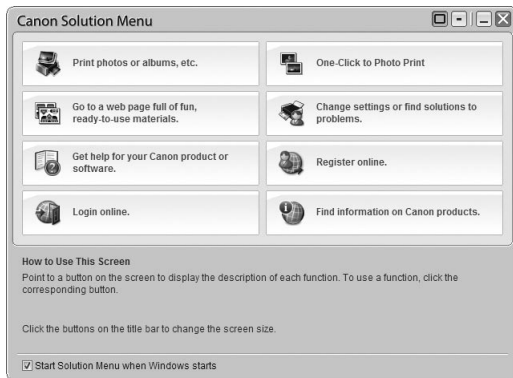 Canon Solution Menu
Print photos or albums, etc.
One-Click to Photo Print
Go to a web page full of fun,
ready-to-use materials.
Change settings or find solutions to
problems.
Get help for your Canon product or
software.
Register online.
Login online.
Find information on Canon products.
How to Use This Screen
Point to a button on the screen to display the description of each function. To use a function, click the
corresponding button.
Click the buttons on the title bar to change the screen size.
Start Solution Menu when Windows starts